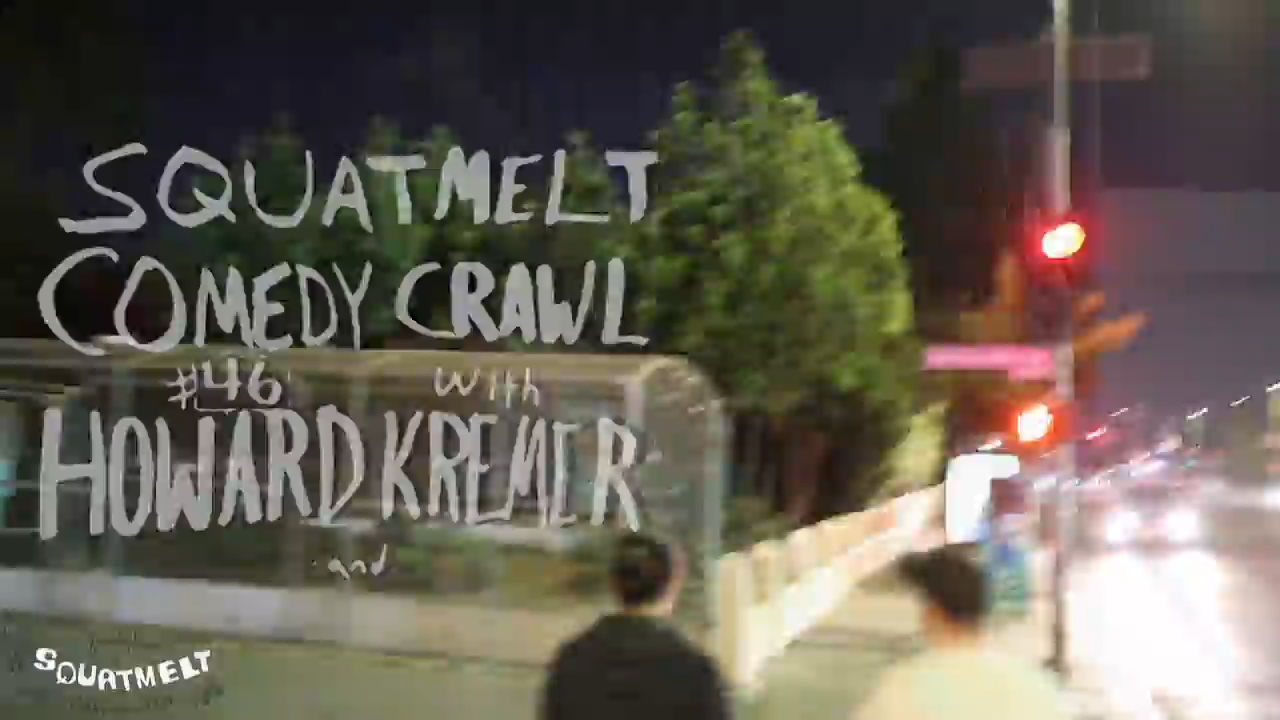 SQUATMELT
COMEDY CRAWL
#46 with
HOWARD KREMER
and
SQUATMELT